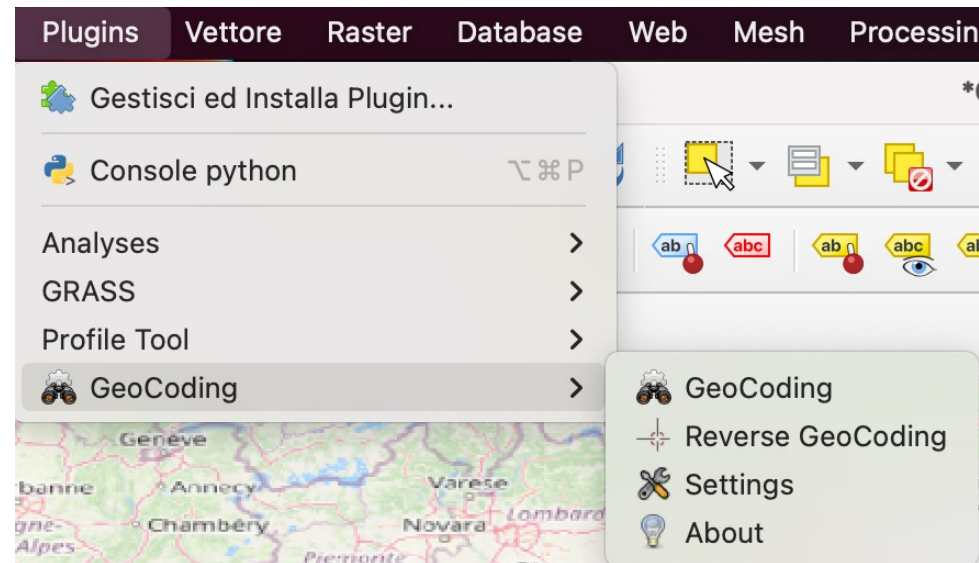 Plugins Vettore Raster Database Web Mesh Processin
Gestisci ed Installa Plugin...
Console python ⌥⌘P
Analyses
GRASS
Profile Tool
GeoCoding
GeoCoding
Reverse GeoCoding
Settings
About
ab abc ab abc
Genève
Annecy
Varese
Chambéry
Novara
Lombard
Alpes
Piemonte